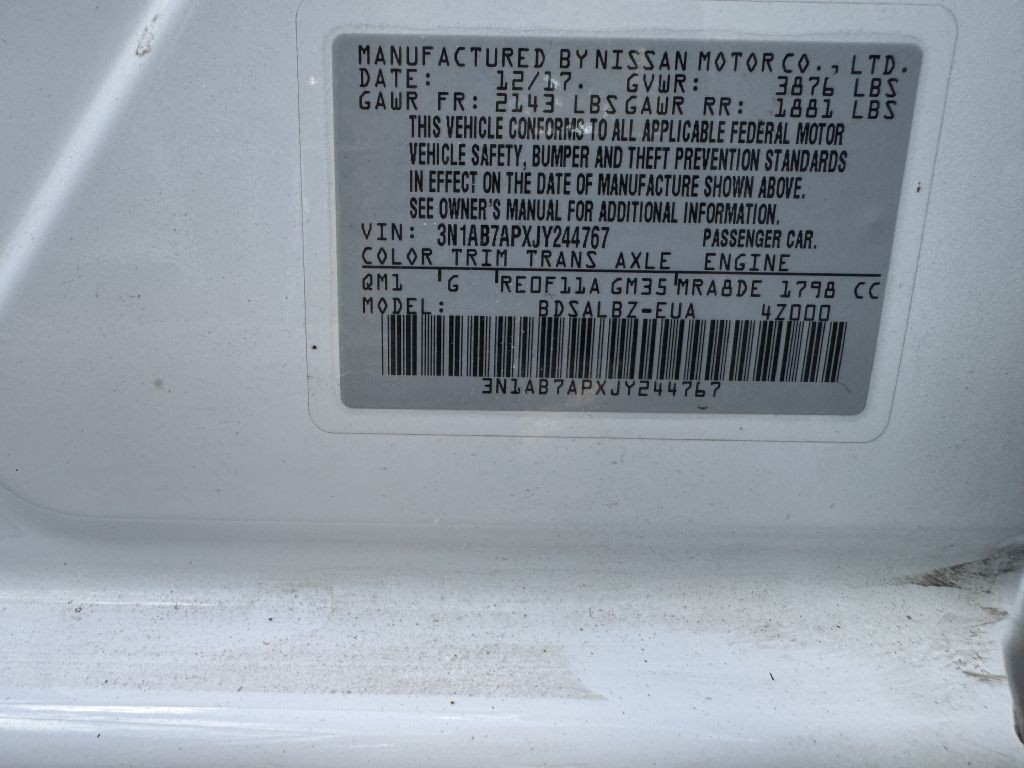 MANUFACTURED BY NISSAN MOTOR CO., LTD.
DATE: 12/17. GVWR: 3876 LBS
GAWR FR: 2143 LBS GAWR RR: 1881 LBS
THIS VEHICLE CONFORMS TO ALL APPLICABLE FEDERAL MOTOR
VEHICLE SAFETY, BUMPER AND THEFT PREVENTION STANDARDS
IN EFFECT ON THE DATE OF MANUFACTURE SHOWN ABOVE.
SEE OWNER'S MANUAL FOR ADDITIONAL INFORMATION.
VIN: 3N1AB7APXJY244767 PASSENGER CAR.
COLOR TRIM TRANS AXLE ENGINE
QM1 G RE0F11A GM35 MRA8DE 1798 CC
MODEL: BDSALBZ-EUA 4Z000
3N1AB7APXJY244767